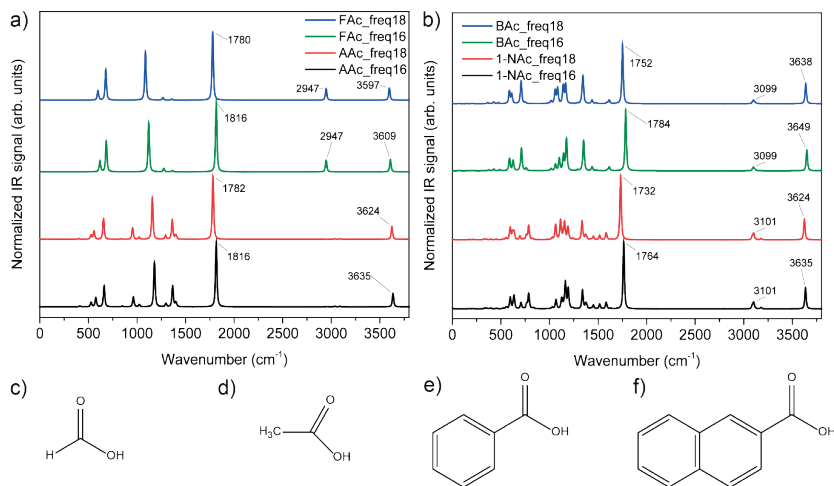 a)
FAc_freq18
FAc_freq16
AAc_freq18
AAc_freq16
1780
2947
3597
1816
2947
3609
1782
3624
1816
3635
Normalized IR signal (arb. units)
0 500 1000 1500 2000 2500 3000 3500
Wavenumber (cm⁻¹)
b)
BAc_freq18
BAc_freq16
1-NAc_freq18
1-NAc_freq16
1752
3099
3638
1784
3099
3649
1732
3101
3624
1764
3101
3635
Normalized IR signal (arb. units)
0 500 1000 1500 2000 2500 3000 3500
Wavenumber (cm⁻¹)
c)
O
H OH
d)
O
H₃C
OH
e)
O
OH
f)
O
OH